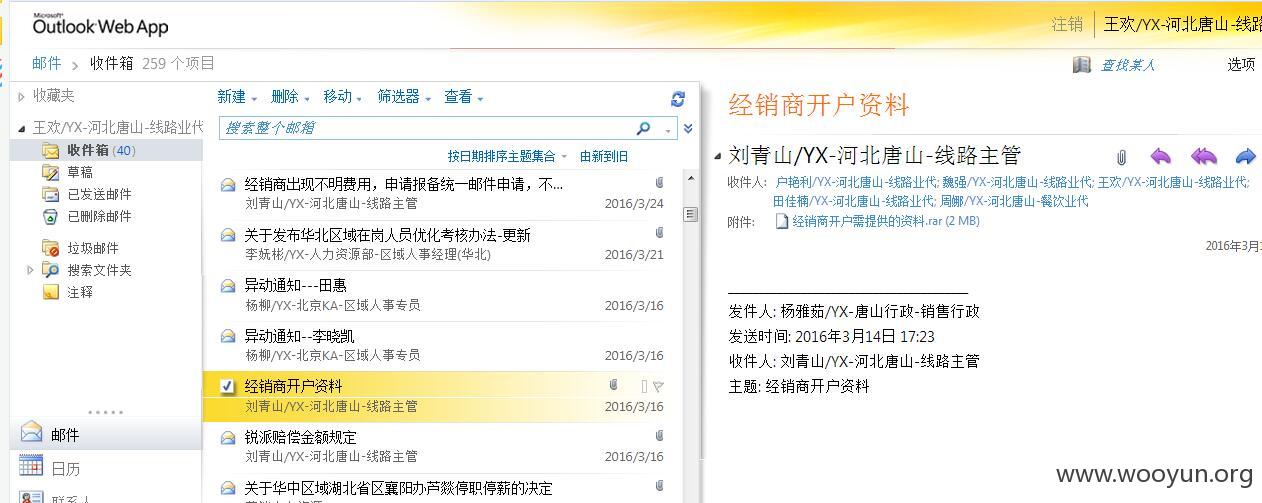 Microsoft
Outlook Web App
注销 王欢/YX-河北唐山-线路
邮件 > 收件箱 259 个项目
查找某人 选项
收藏夹
王欢/YX-河北唐山-线路业代
收件箱 (40)
草稿
已发送邮件
已删除邮件
垃圾邮件
搜索文件夹
注释
邮件
日历
联系人
新建 删除 移动 筛选器 查看
搜索整个邮箱
按日期排序主题集合 由新到旧
经销商出现不明费用，申请报备统一邮件申请，不...
刘青山/YX-河北唐山-线路主管 2016/3/24
关于发布华北区域在岗人员优化考核办法-更新
李妩彬/YX-人力资源部-区域人事经理(华北) 2016/3/21
异动通知---田惠
杨柳/YX-北京KA-区域人事专员 2016/3/16
异动通知--李晓凯
杨柳/YX-北京KA-区域人事专员 2016/3/16
经销商开户资料
刘青山/YX-河北唐山-线路主管 2016/3/16
锐派赔偿金额规定
刘青山/YX-河北唐山-线路主管 2016/3/16
关于华中区域湖北省区襄阳办芦燚停职停薪的决定
经销商开户资料
刘青山/YX-河北唐山-线路主管
收件人: 户艳利/YX-河北唐山-线路业代; 魏强/YX-河北唐山-线路业代; 王欢/YX-河北唐山-线路业代;
田佳楠/YX-河北唐山-线路业代; 周娜/YX-河北唐山-餐饮业代
附件: 经销商开户需提供的资料.rar (2 MB)
2016年3月1
发件人: 杨雅茹/YX-唐山行政-销售行政
发送时间: 2016年3月14日 17:23
收件人: 刘青山/YX-河北唐山-线路主管
主题: 经销商开户资料
www.wooyun.org